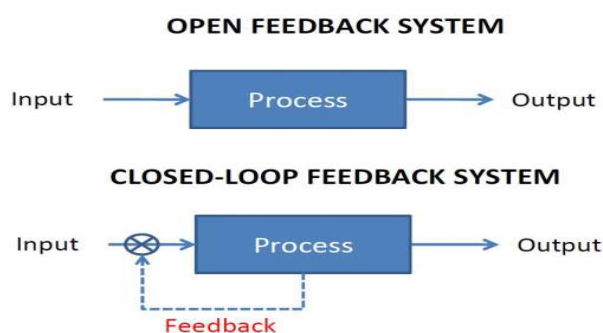 OPEN FEEDBACK SYSTEM
Input
Process
Output
CLOSED-LOOP FEEDBACK SYSTEM
Input
Process
Output
Feedback